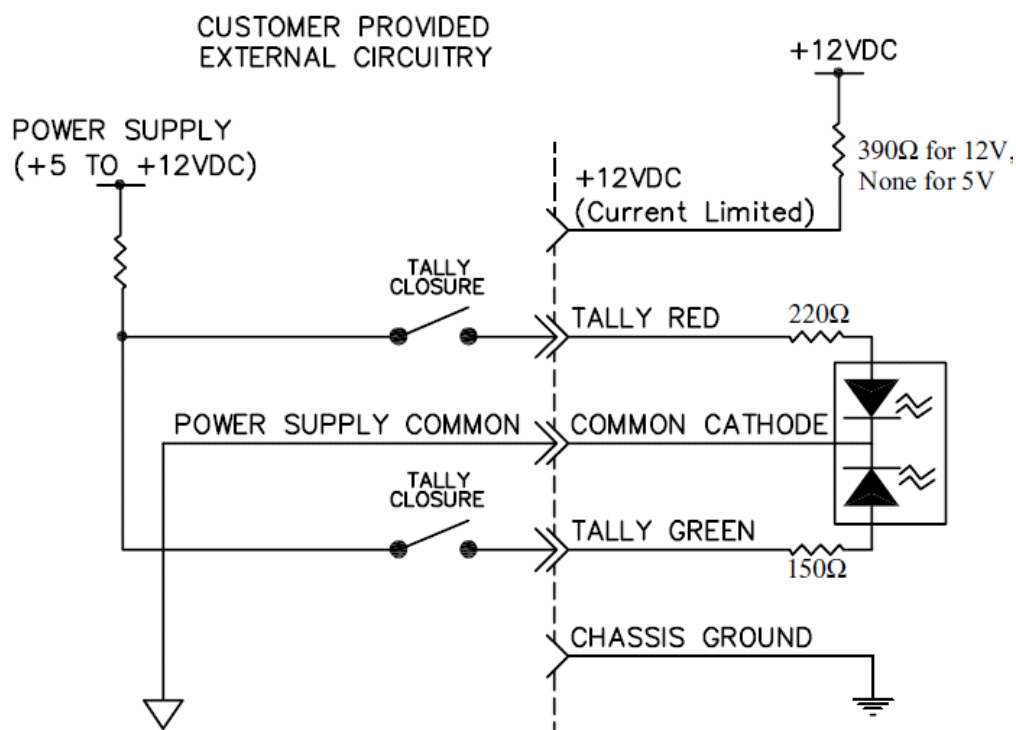 CUSTOMER PROVIDED
EXTERNAL CIRCUITRY
+12VDC
POWER SUPPLY
(+5 TO +12VDC)
390Ω for 12V,
None for 5V
+12VDC
(Current Limited)
TALLY
CLOSURE
TALLY RED
220Ω
POWER SUPPLY COMMON
COMMON CATHODE
TALLY
CLOSURE
TALLY GREEN
150Ω
CHASSIS GROUND